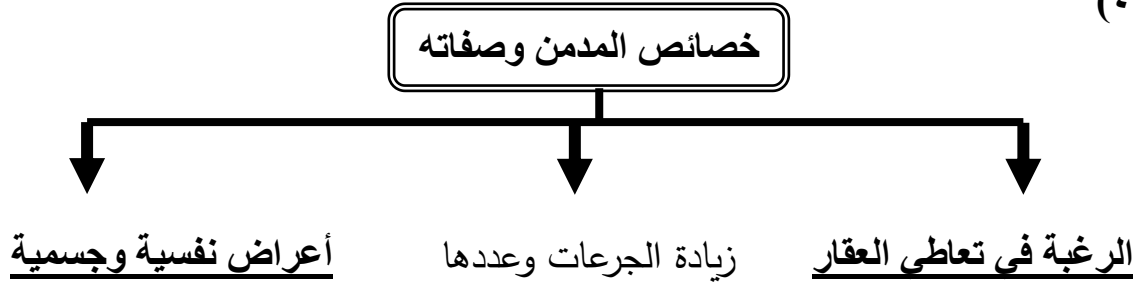 (.
خصائص المدمن وصفاته
الرغبة في تعاطي العقار
زيادة الجرعات وعددها
أعراض نفسية وجسمية